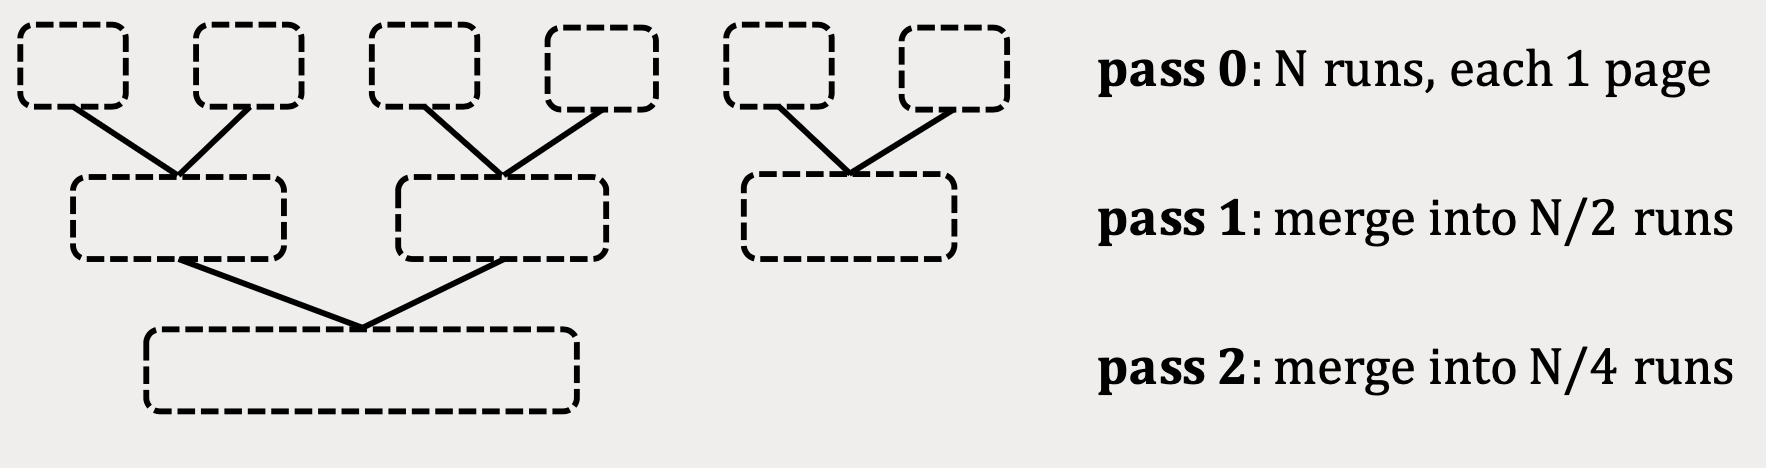 pass 0: N runs, each 1 page
pass 1: merge into N/2 runs
pass 2: merge into N/4 runs